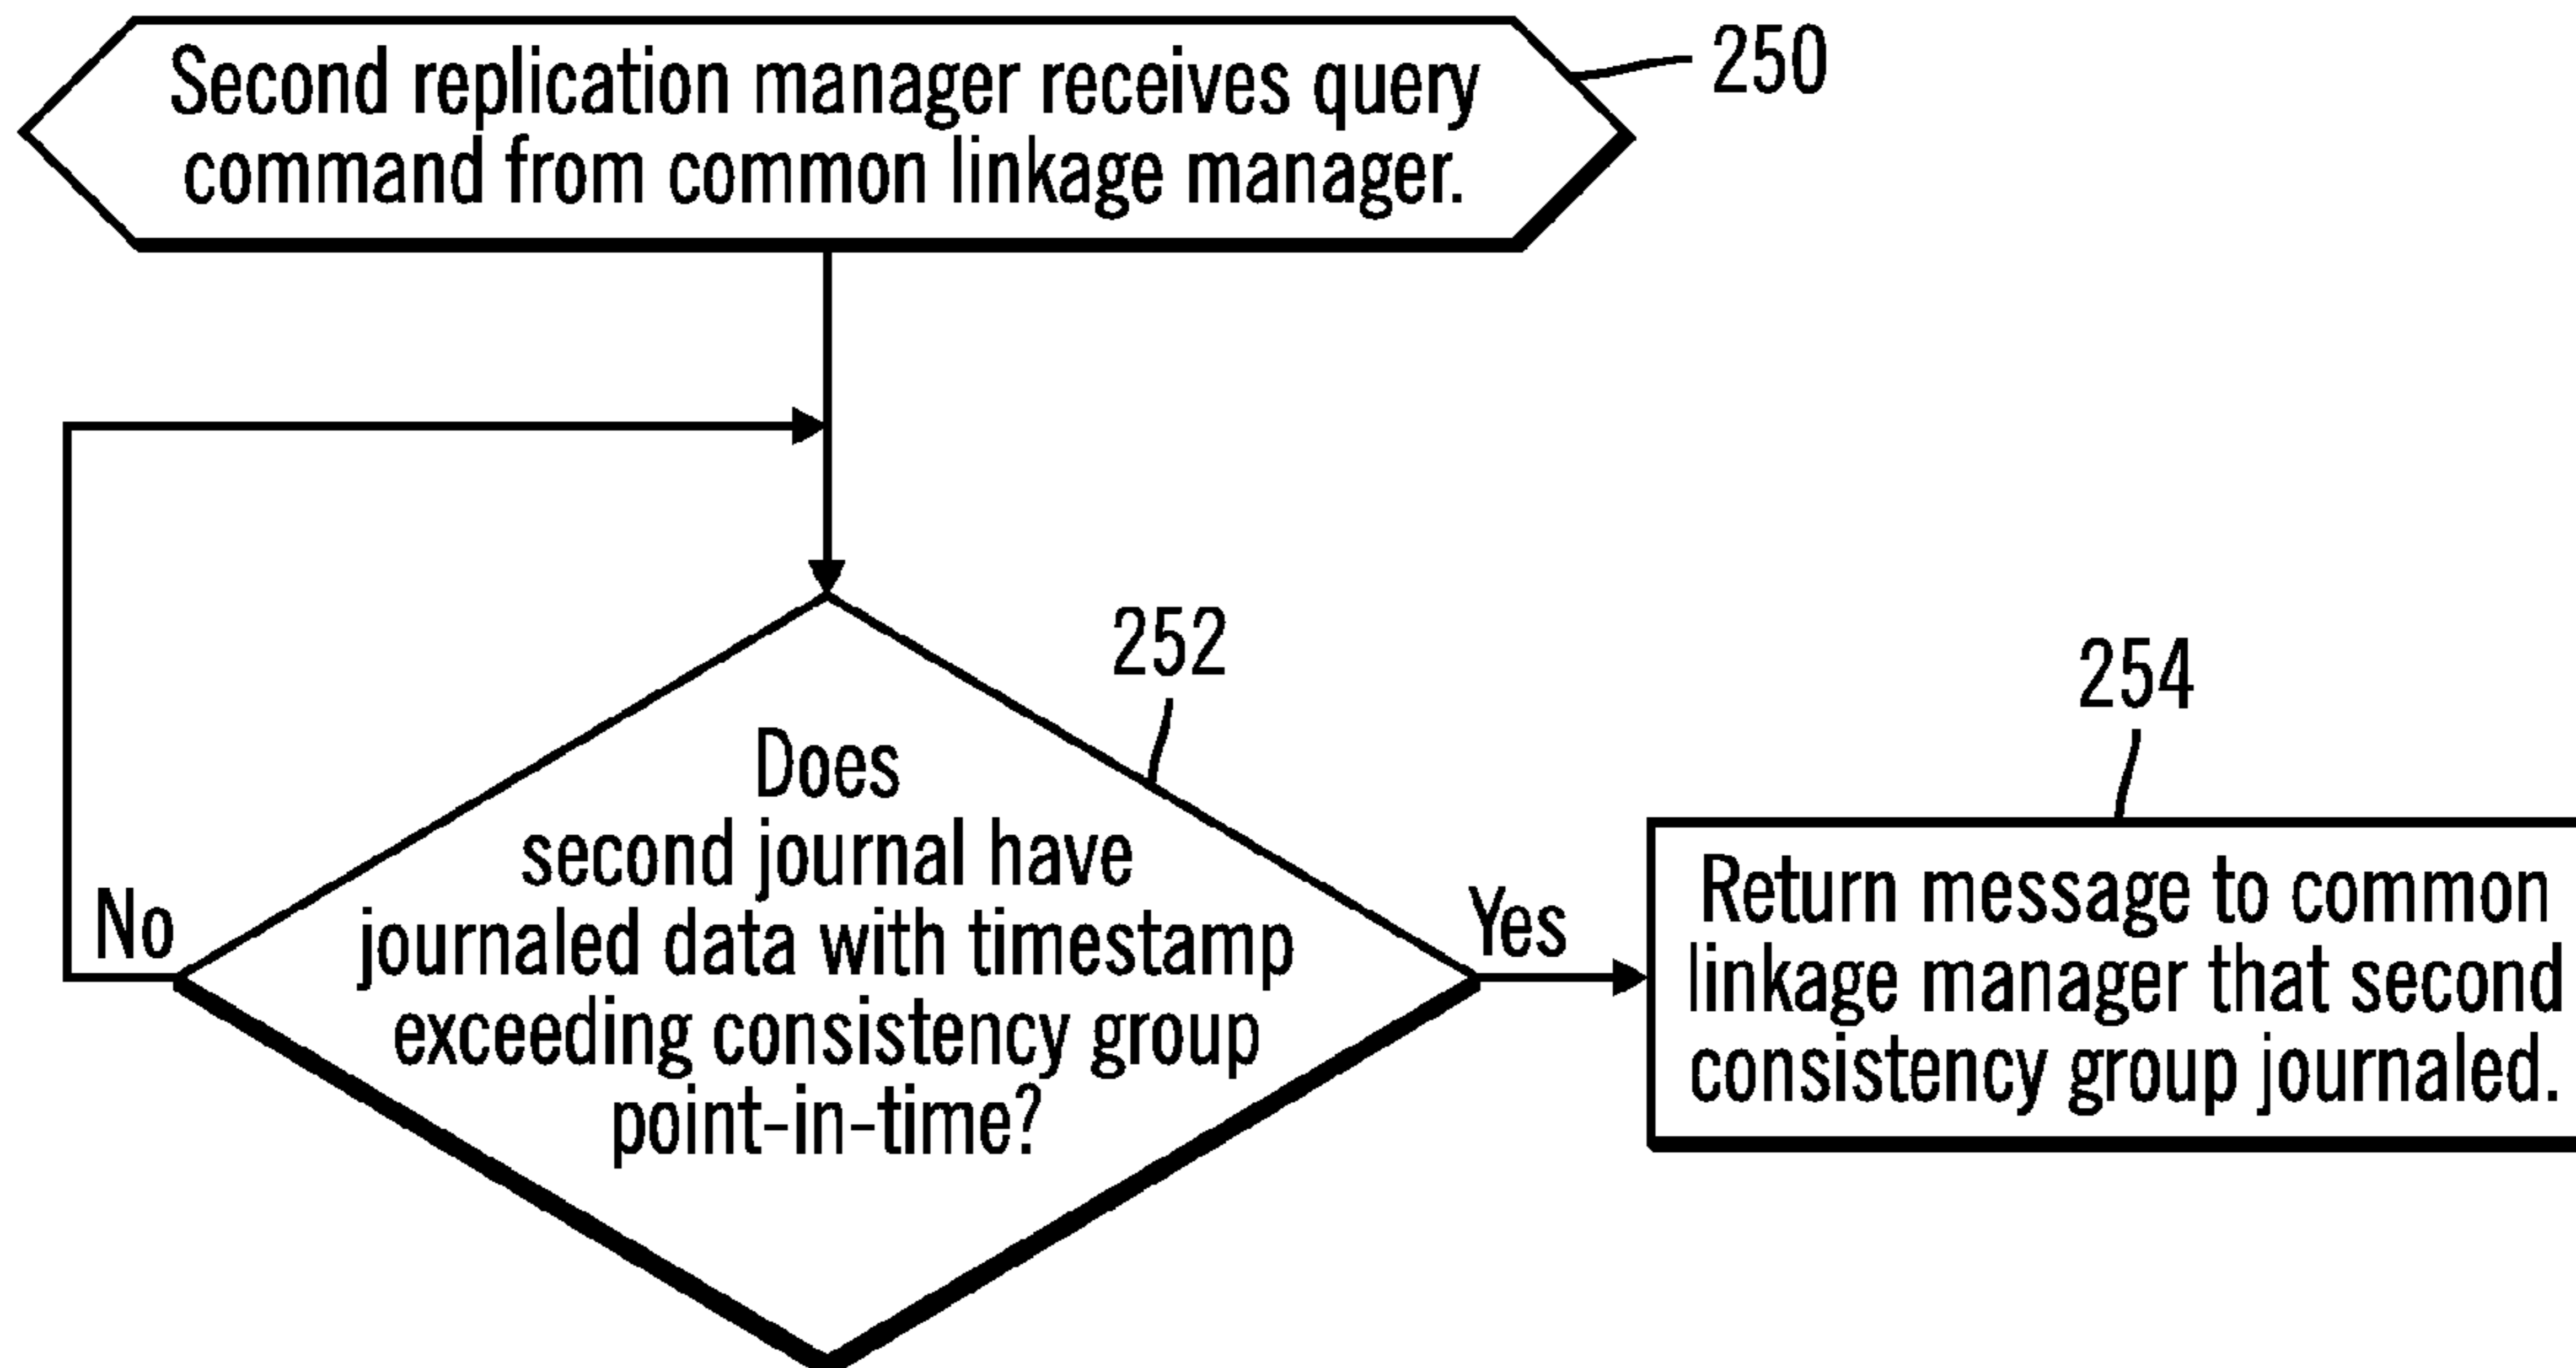 Second replication manager receives query
command from common linkage manager.
250
252
Does
second journal have
journaled data with timestamp
exceeding consistency group
point-in-time?
No
Yes
254
Return message to common
linkage manager that second
consistency group journaled.